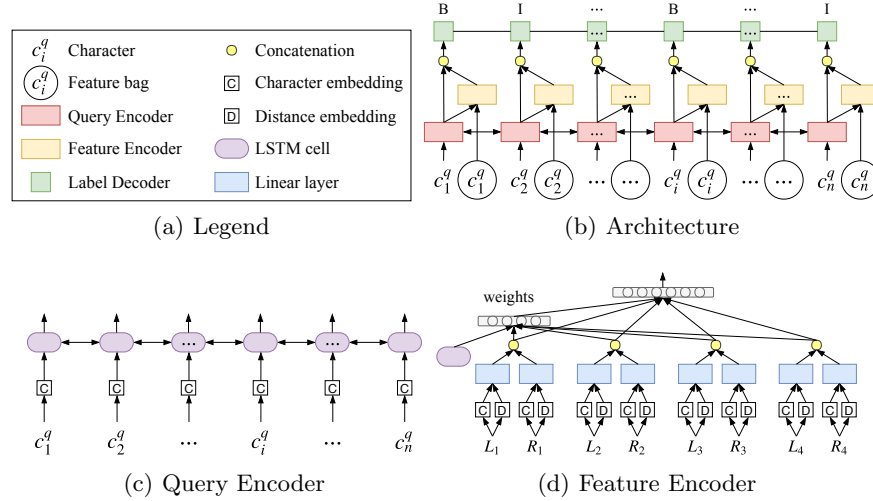 c_i^q Character Concatenation
c_i^q Feature bag C Character embedding
Query Encoder D Distance embedding
Feature Encoder LSTM cell
Label Decoder Linear layer
(a) Legend
B I ... B ... I
... ...
... ...
... ...
c_1^q c_1^q c_2^q c_2^q ... ... c_i^q c_i^q ... ... c_n^q c_n^q
(b) Architecture
... ...
C C C C C C
c_1^q c_2^q ... c_i^q ... c_n^q
(c) Query Encoder
weights
C D C D C D C D C D C D C D C D
L_1 R_1 L_2 R_2 L_3 R_3 L_4 R_4
(d) Feature Encoder